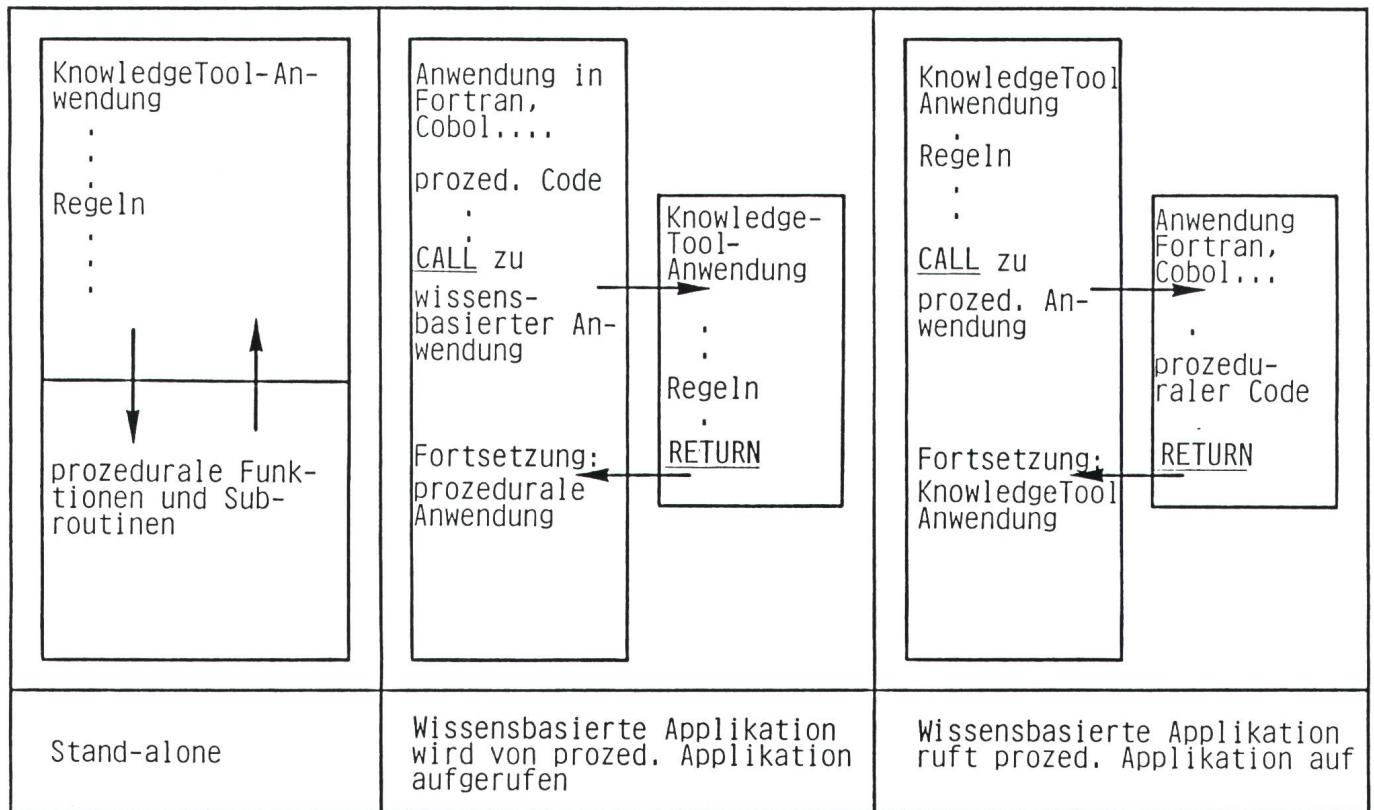 KnowledgeTool-An-
wendung
.
.
.
Regeln
.
.
.
prozedurale Funk-
tionen und Sub-
routinen
Stand-alone
Anwendung in
Fortran,
Cobol....
prozed. Code
.
.
CALL zu
wissens-
basierter An-
wendung
Fortsetzung:
prozedurale
Anwendung
Knowledge-
Tool-
Anwendung
.
.
Regeln
.
RETURN
Wissensbasierte Applikation
wird von prozed. Applikation
aufgerufen
KnowledgeTool
Anwendung
.
Regeln
.
.
CALL zu
prozed. An-
wendung
Fortsetzung:
KnowledgeTool
Anwendung
Anwendung
Fortran,
Cobol...
.
prozedu-
raler Code
.
RETURN
Wissensbasierte Applikation
ruft prozed. Applikation auf